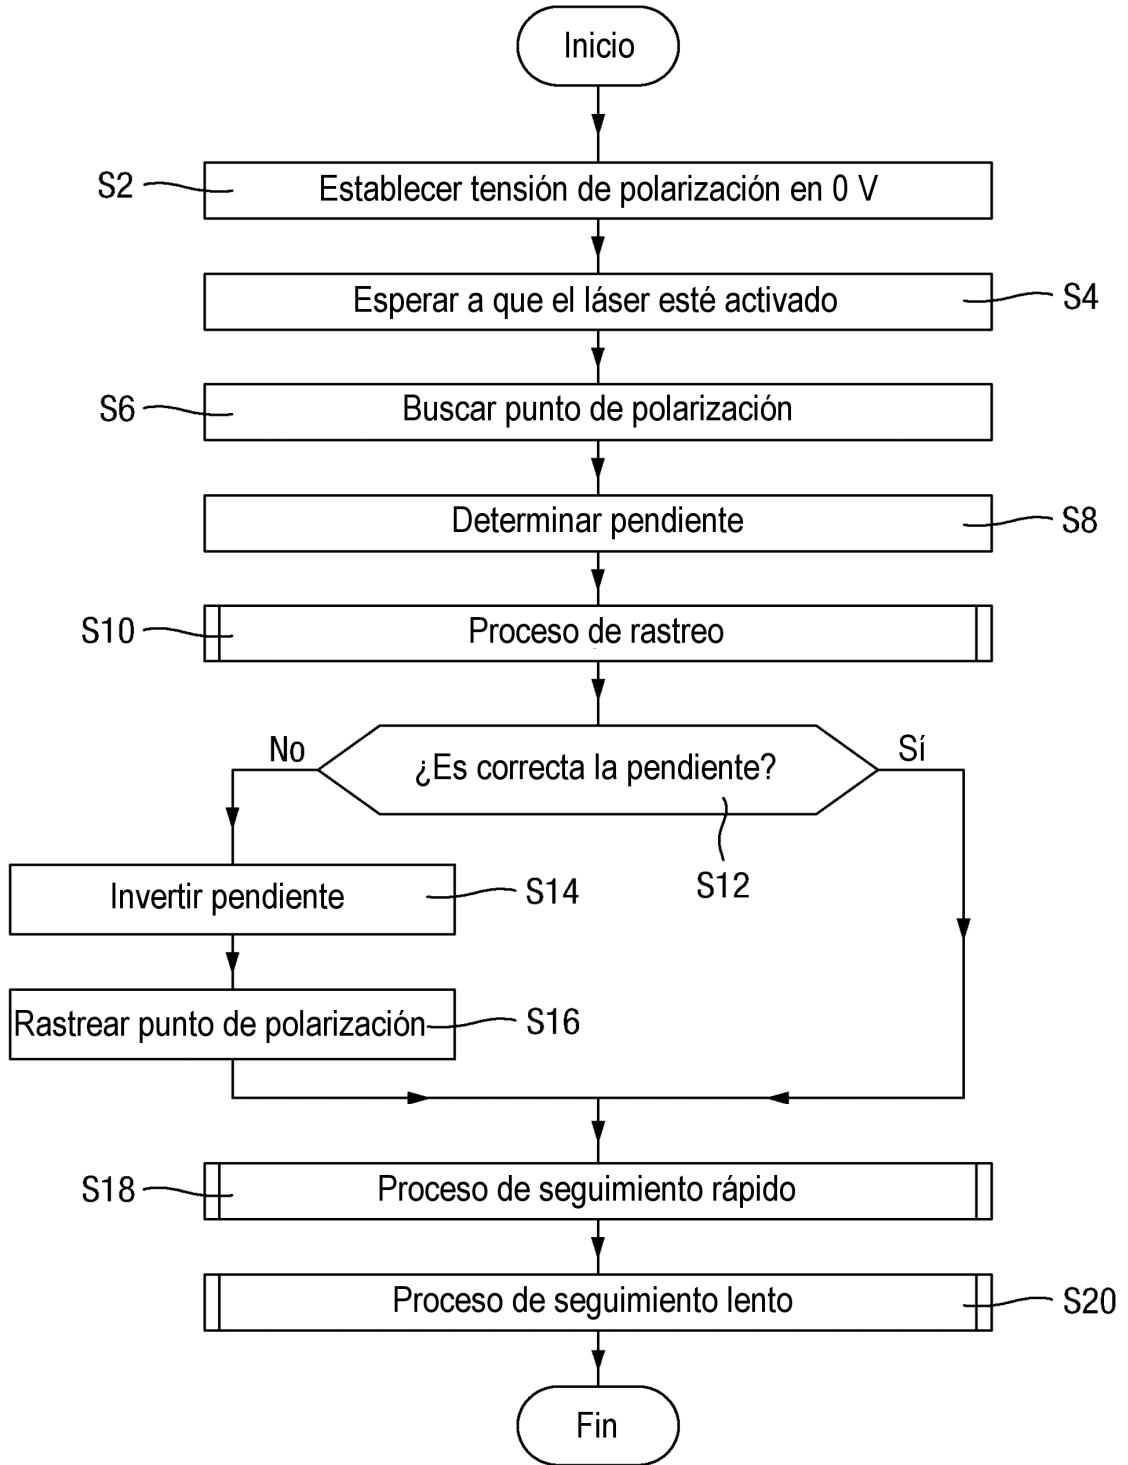 Inicio
S2
Establecer tensión de polarización en 0 V
Esperar a que el láser esté activado
S4
S6
Buscar punto de polarización
Determinar pendiente
S8
S10
Proceso de rastreo
No
¿Es correcta la pendiente?
Sí
S12
Invertir pendiente
S14
Rastrear punto de polarización
S16
S18
Proceso de seguimiento rápido
Proceso de seguimiento lento
S20
Fin